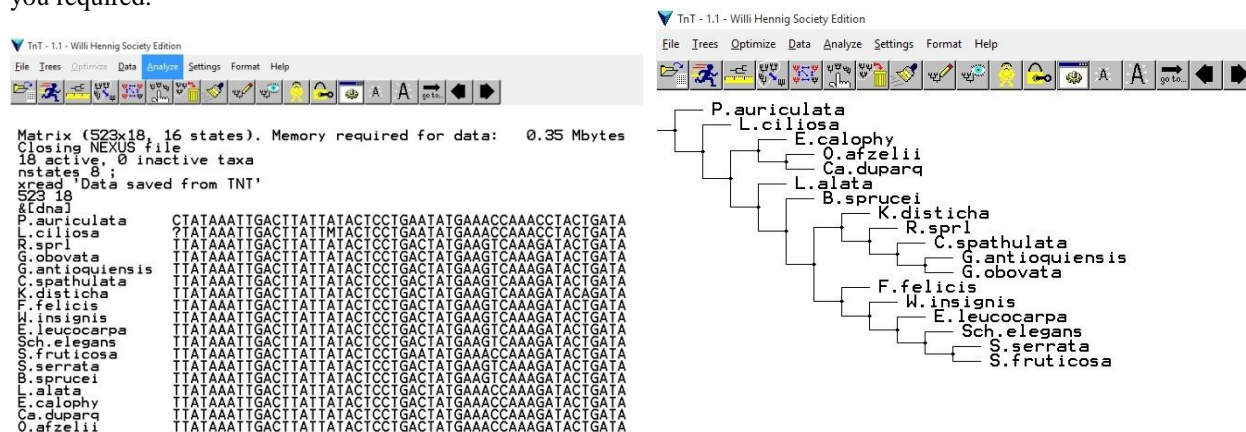 you required.
TnT - 1.1 - Willi Hennig Society Edition
File Trees Optimize Data Analyze Settings Format Help
A A go to...
Matrix (523x18, 16 states). Memory required for data: 0.35 Mbytes
Closing NEXUS file
18 active, 0 inactive taxa
nstates 8 ;
xread 'Data saved from TNT'
523 18
&[dna]
P.auriculata CTATAAATTGACTTATTATACTCCTGAATATGAAACCAAACCTACTGATA
L.ciliosa ?TATAAATTGACTTATTMTACTCCTGACTATGAAACCAAACCTACTGATA
R.sprl TTATAAATTGACTTATTATACTCCTGACTATGAAGTCAAAGATACTGATA
G.obovata TTATAAATTGACTTATTATACTCCTGACTATGAAGTCAAAGATACTGATA
G.antioquiensis TTATAAATTGACTTATTATACTCCTGACTATGAAGTCAAAGATACTGATA
C.spathulata TTATAAATTGACTTATTATACTCCTGACTATGAAGTCAAAGATACTGATA
K.disticha TTATAAATTGACTTATTATACTCCTGACTATGAAGTCAAAGATACAGATA
F.felicis TTATAAATTGACTTATTATACTCCTGACTATGAAGTCAAAGATACTGATA
W.insignis TTATAAATTGACTTATTATACTCCTGACTATGAAGTCAAAGATACTGATA
E.leucocarpa TTATAAATTGACTTATTATACTCCTGACTATGAAGTCAAAGATACTGATA
Sch.elegans TTATAAATTGACTTATTATACTCCTGACTATGAAGTCAAAGATACTGATA
S.fruticosa TTATAAATTGACTTATTATACTCCTGAATATGAAACCAAAGATACTGATA
S.serrata TTATAAATTGACTTATTATACTCCTGACTATGAAGTCAAAGATACTGATA
B.sprucei TTATAAATTGACTTATTATACTCCTGACTATGAAGTCAAAGATACTGATA
L.alata TTATAAATTGACTTATTATACTCCTGACTATGAAACCAAAGATACTGATA
E.calophy TTATAAATTGACTTATTATACTCCTGACTATGAAACCAAAGATACTGATA
Ca.duparq TTATAAATTGACTTATTATACTCCTGACTATGAAACCAAAGATACTGATA
O.afzelii TTATAAATTGACTTATTATACTCCTGACTATGAAACCAAAGATACTGATA
TnT - 1.1 - Willi Hennig Society Edition
File Trees Optimize Data Analyze Settings Format Help
A A go to...
P.auriculata
L.ciliosa
E.calophy
O.afzelii
Ca.duparq
L.alata
B.sprucei
K.disticha
R.sprl
C.spathulata
G.antioquiensis
G.obovata
F.felicis
W.insignis
E.leucocarpa
Sch.elegans
S.serrata
S.fruticosa